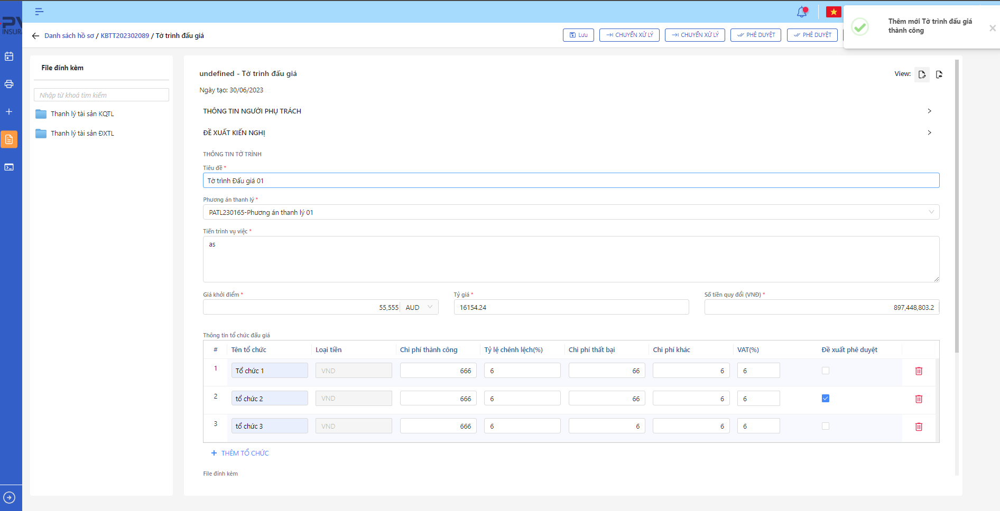 PV
INSURA
Danh sách hồ sơ / KBTT202302089 / Tờ trình đấu giá
Lưu
CHUYỂN XỬ LÝ
CHUYỂN XỬ LÝ
PHÊ DUYỆT
PHÊ DUYỆT
Thêm mới Tờ trình đấu giá
thành công
File đính kèm
Nhập từ khoá tìm kiếm
Thanh lý tài sản KQTL
Thanh lý tài sản ĐXTL
undefined - Tờ trình đấu giá
View:
Ngày tạo: 30/06/2023
THÔNG TIN NGƯỜI PHỤ TRÁCH
ĐỀ XUẤT KIẾN NGHỊ
THÔNG TIN TỜ TRÌNH
Tiêu đề *
Tờ trình Đấu giá 01
Phương án thanh lý *
PATL230165-Phương án thanh lý 01
Tiến trình vụ việc *
as
Giá khởi điểm * Tỷ giá * Số tiền quy đổi (VNĐ) *
55,555 AUD 16154.24 897,448,803.2
Thông tin tổ chức đấu giá
# Tên tổ chức Loại tiền Chi phí thành công Tỷ lệ chênh lệch(%) Chi phí thất bại Chi phí khác VAT(%) Đề xuất phê duyệt
1 Tổ chức 1 VND 666 6 66 6 6
2 tổ chức 2 VND 666 6 66 6 6
3 tổ chức 3 VND 666 6 6 6 6
+ THÊM TỔ CHỨC
File đính kèm